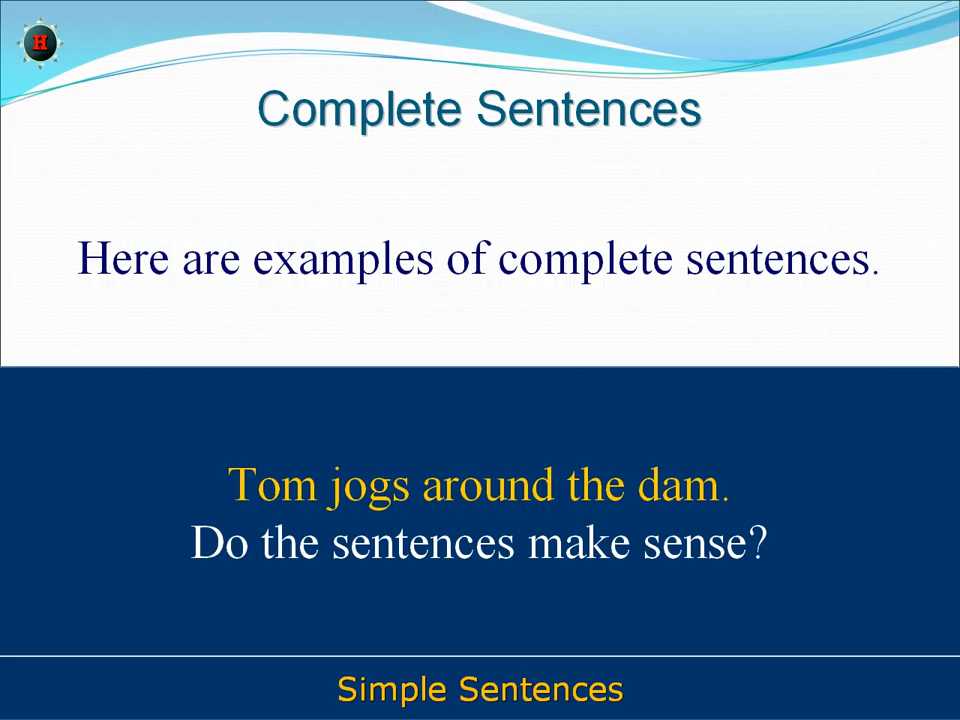 H
Complete Sentences
Here are examples of complete sentences.
Tom jogs around the dam.
Do the sentences make sense?
Simple Sentences